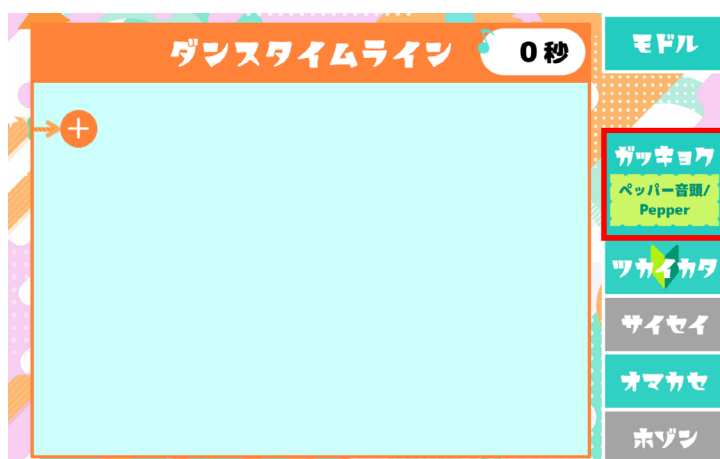 ダンスタイムライン
0秒
モドル
ガッキョク
ペッパー音頭/
Pepper
ツカイカタ
サイセイ
オマカセ
ホゾン